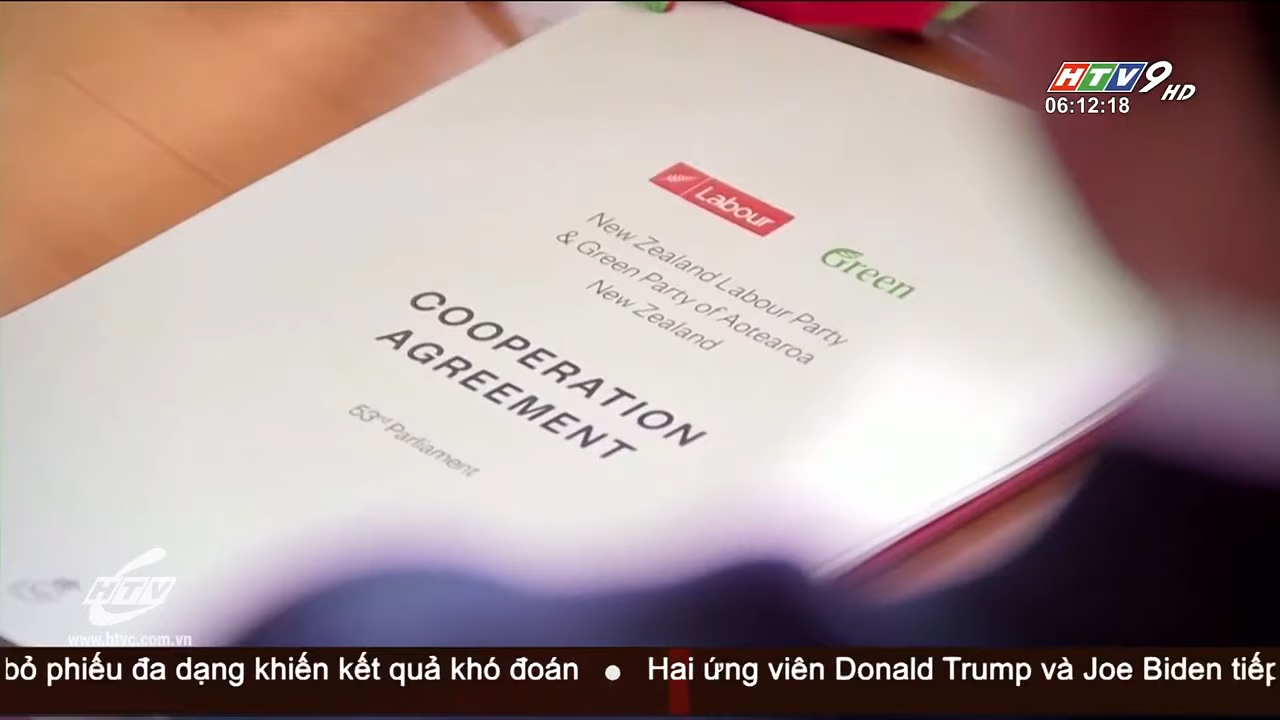 HTV9 HD
06:12:18
Labour
Green
New Zealand Labour Party
& Green Party of Aotearoa
New Zealand
COOPERATION
AGREEMENT
53rd Parliament
HTV
www.htvc.com.vn
bỏ phiếu đa dạng khiến kết quả khó đoán ● Hai ứng viên Donald Trump và Joe Biden tiếp